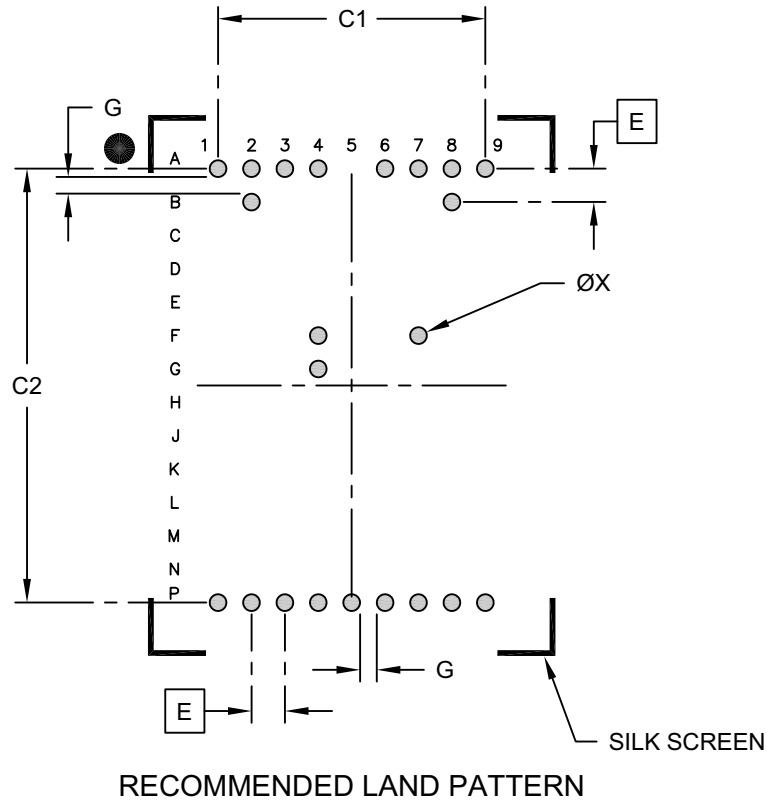 C1
G
E
1 2 3 4 5 6 7 8 9
A
B
C
D
E
ØX
F
G
C2
H
J
K
L
M
N
P
G
E
SILK SCREEN
RECOMMENDED LAND PATTERN